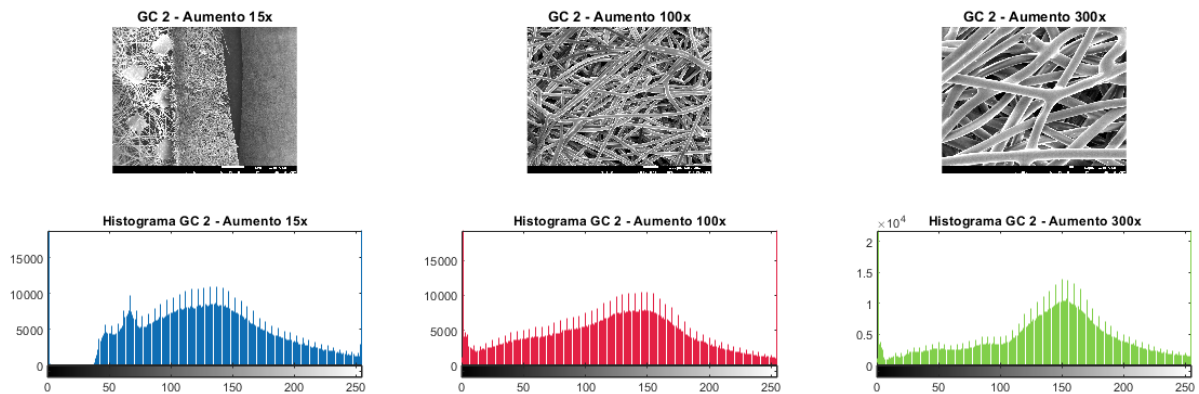 GC 2 - Aumento 15x
GC 2 - Aumento 100x
GC 2 - Aumento 300x
Histograma GC 2 - Aumento 15x
15000
10000
5000
0
0 50 100 150 200 250
Histograma GC 2 - Aumento 100x
15000
10000
5000
0
0 50 100 150 200 250
Histograma GC 2 - Aumento 300x
×10⁴
2
1.5
1
0.5
0
0 50 100 150 200 250